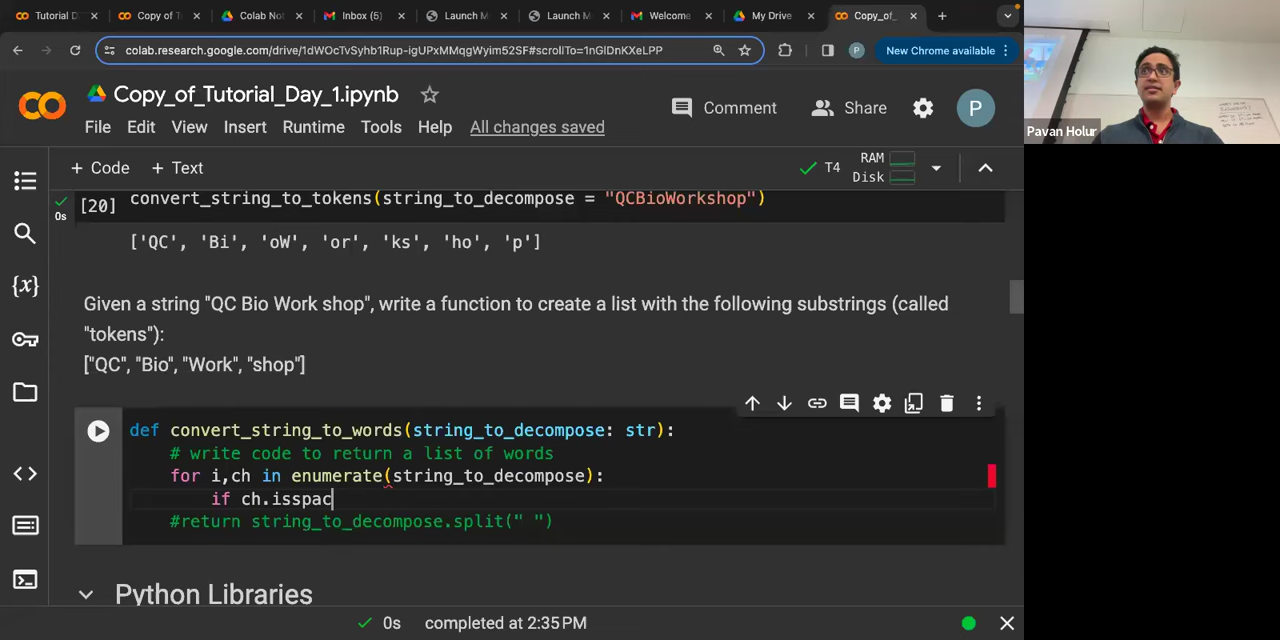 Tutorial D
Copy of T
Colab Not
Inbox (5)
Launch M
Launch M
Welcome
My Drive
Copy_of_
colab.research.google.com/drive/1dWOcTvSyhb1Rup-igUPxMMqgWyim52SF#scrollTo=1nGlDnKXeLPP
P
New Chrome available
Copy_of_Tutorial_Day_1.ipynb
Comment
Share
P
File Edit View Insert Runtime Tools Help All changes saved
+ Code + Text
T4
RAM
Disk
0s
[20] convert_string_to_tokens(string_to_decompose = "QCBioWorkshop")
['QC', 'Bi', 'oW', 'or', 'ks', 'ho', 'p']
Given a string "QC Bio Work shop", write a function to create a list with the following substrings (called
"tokens"):
["QC", "Bio", "Work", "shop"]
def convert_string_to_words(string_to_decompose: str):
# write code to return a list of words
for i,ch in enumerate(string_to_decompose):
if ch.isspac
#return string_to_decompose.split(" ")
Python Libraries
0s completed at 2:35 PM
Pavan Holur